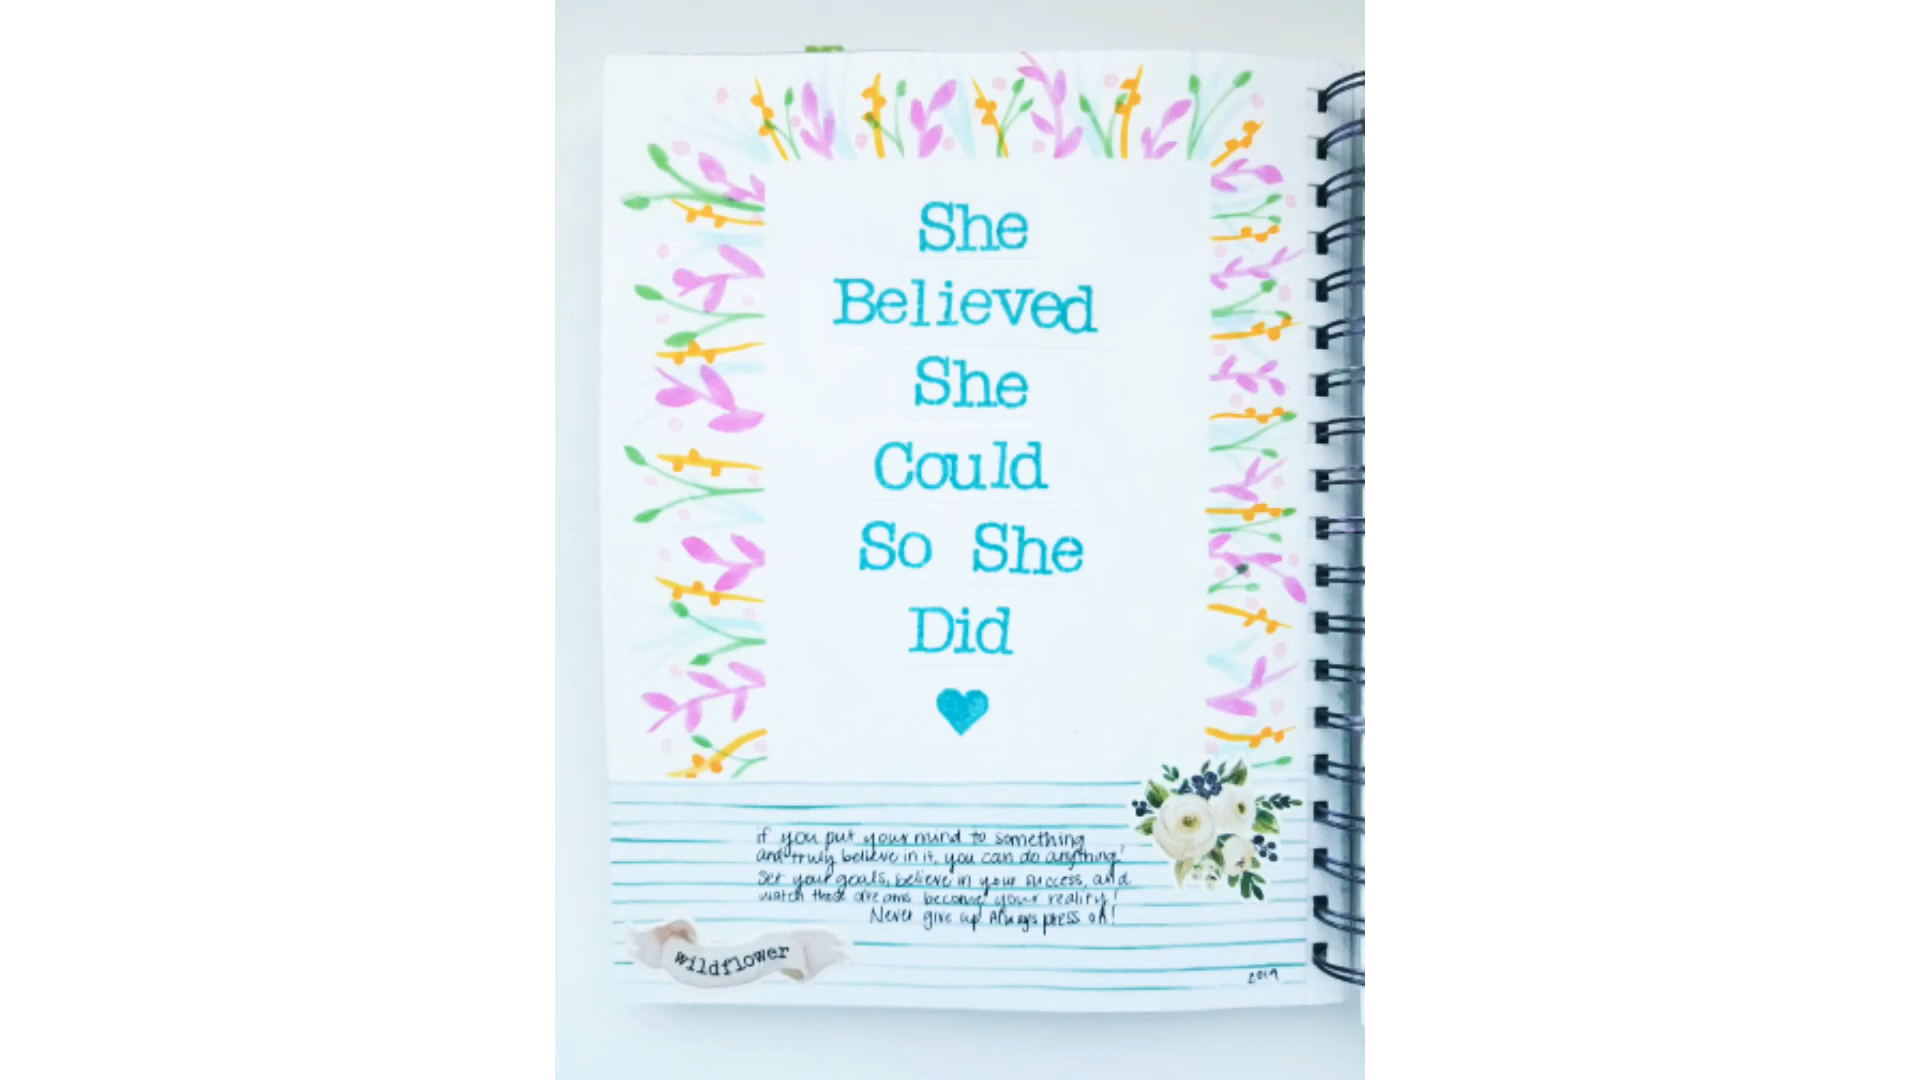 She
Believed
She
Could
So She
Did
if you put your mind to something
and truly believe in it, you can do anything!
Set your goals, believe in your success, and
watch those dreams become your reality!
Never give up! Always press on!
wildflower
2019